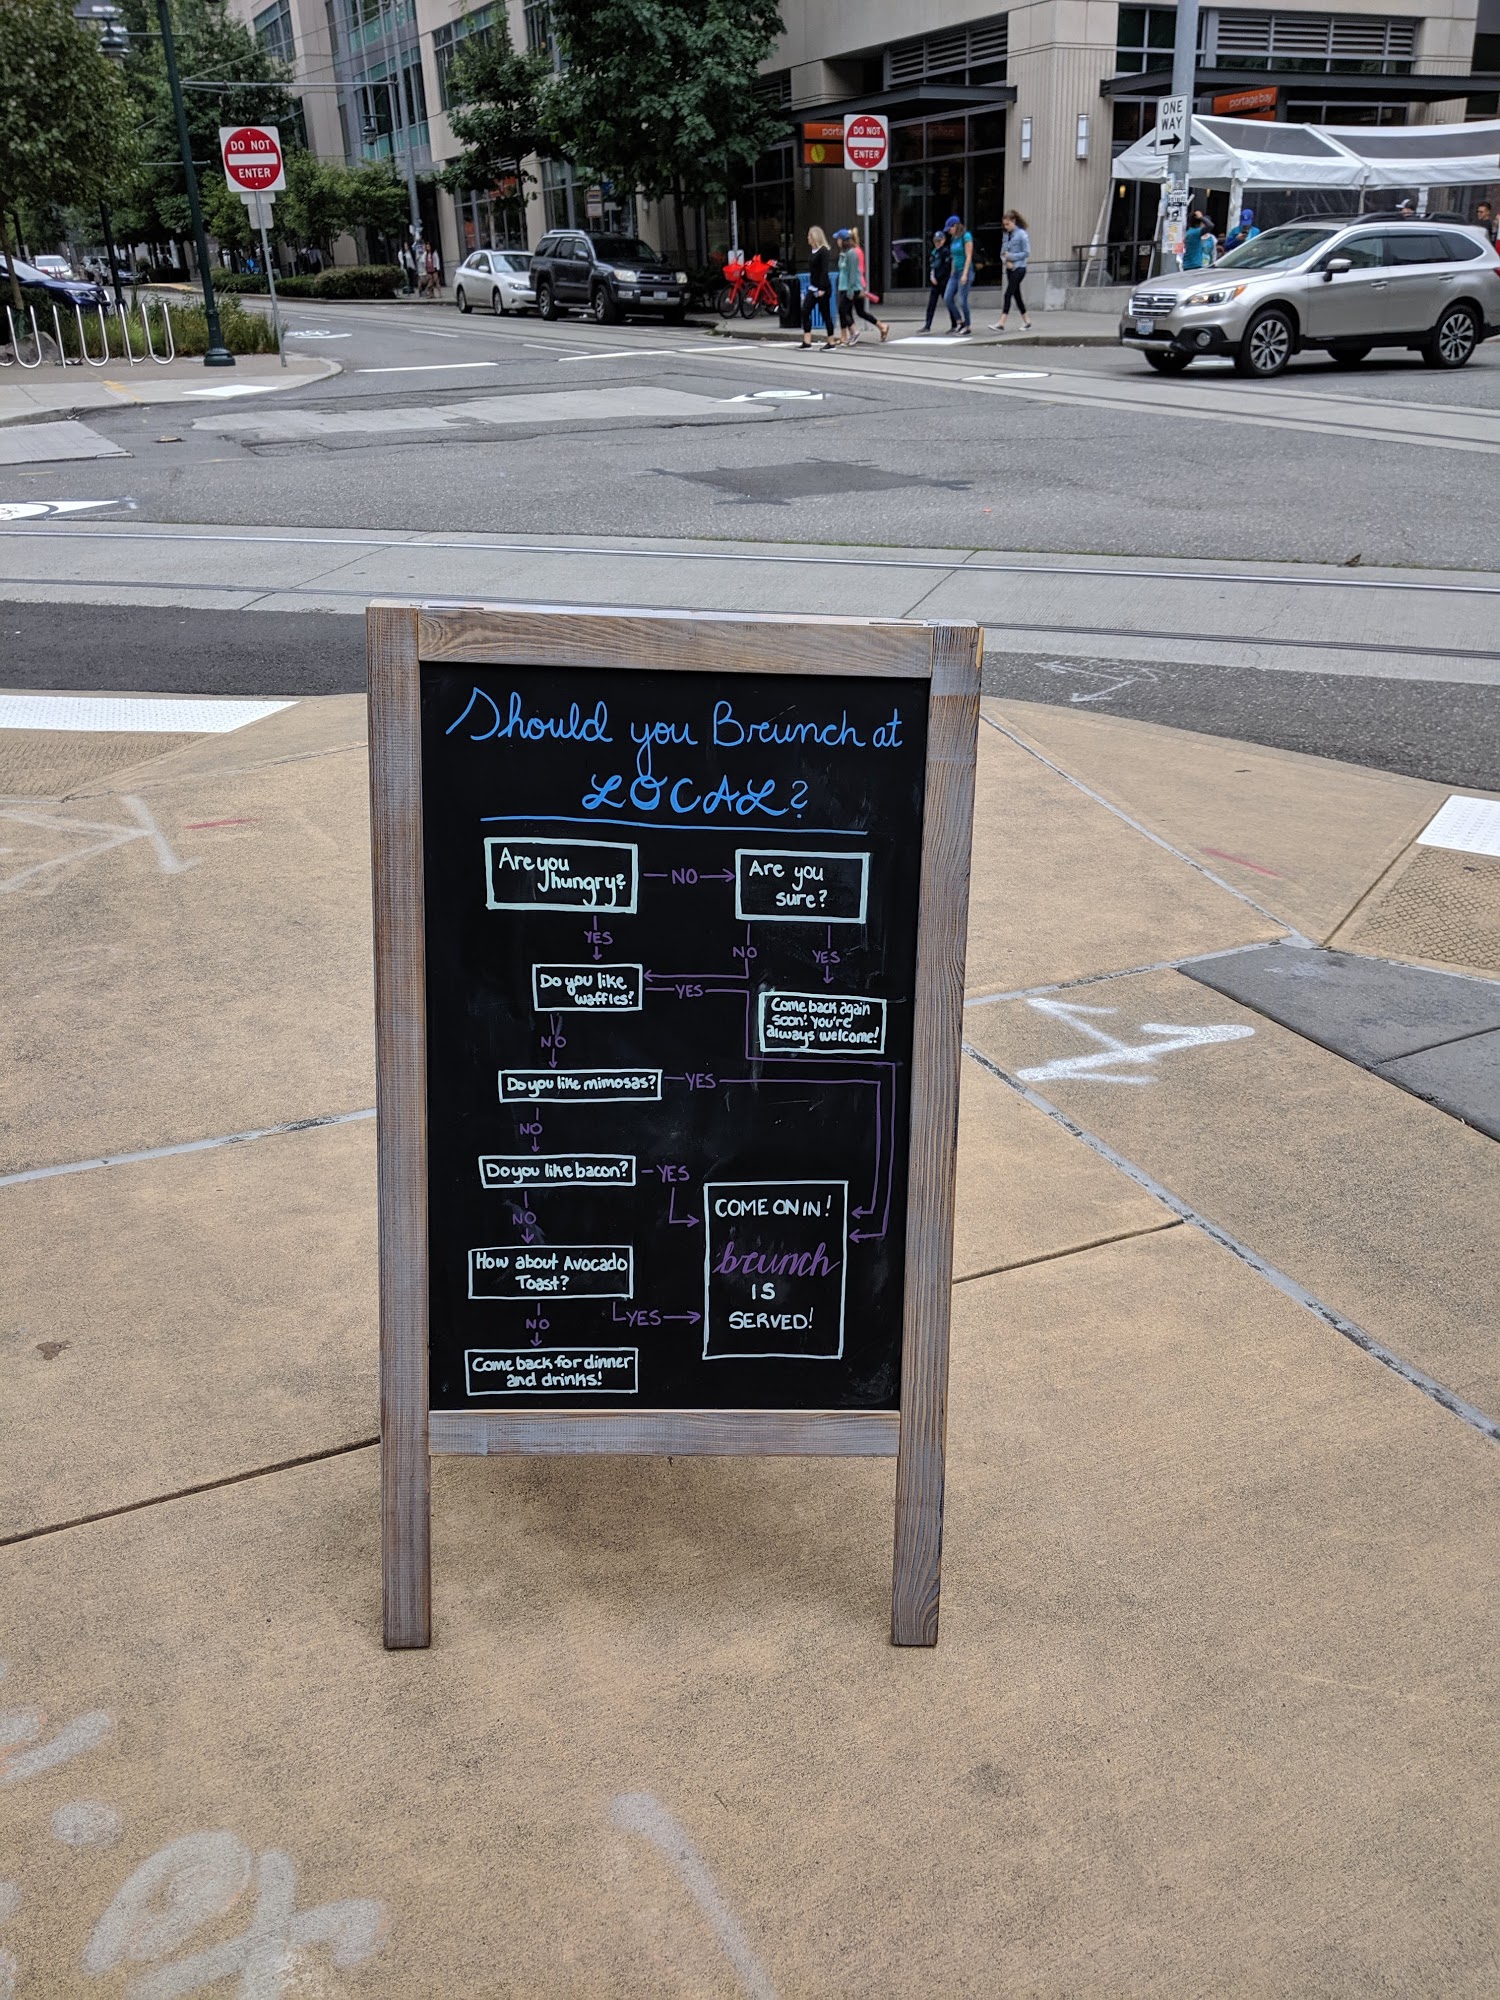 DO NOT
ENTER
porta
DO NOT
ENTER
ONE
WAY
portage bay
Should you Brunch at
LOCAL?
Are you
hungry?
NO
Are you
sure?
YES
NO
YES
Do you like
waffles?
YES
Come back again
soon! You're
always welcome!
NO
Do you like mimosas?
YES
NO
Do you like bacon?
YES
NO
COME ON IN!
brunch
IS
SERVED!
How about Avocado
Toast?
YES
NO
Come back for dinner
and drinks!